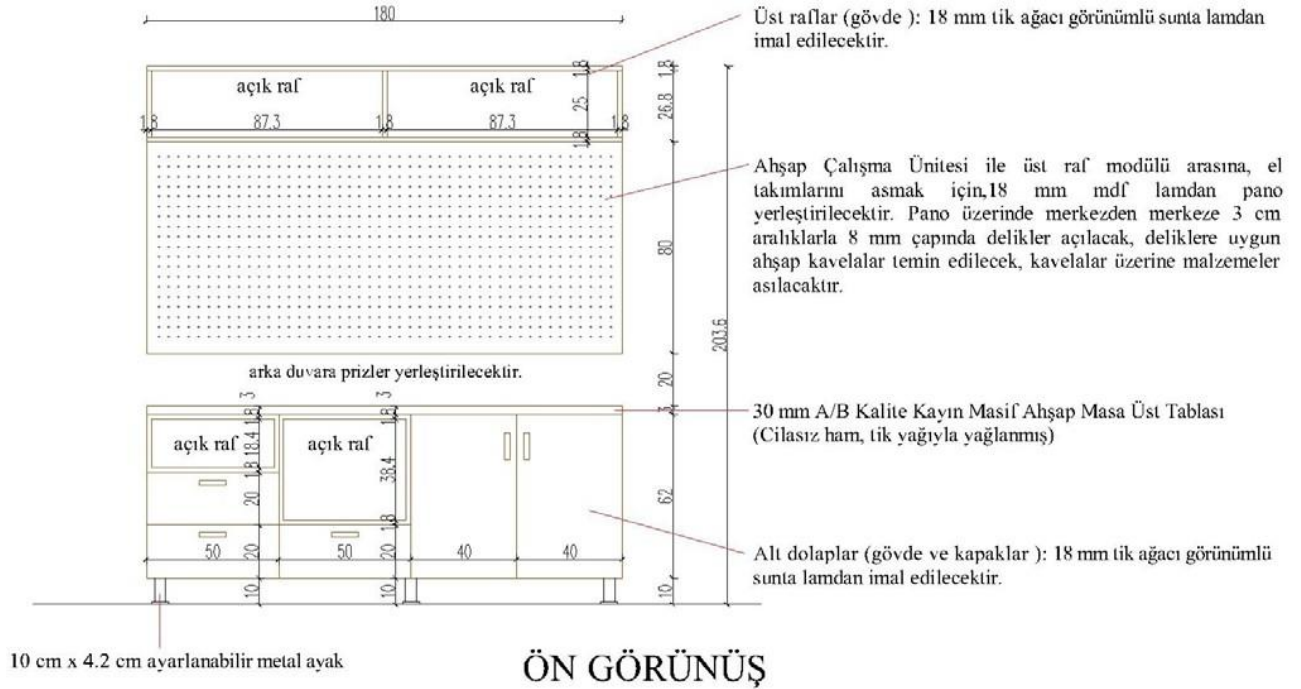 180
Üst raflar (gövde ): 18 mm tik ağacı görünümlü sunta lamdan
imal edilecektir.
açık raf
açık raf
1.8
25
1.8
1.8
26.8
1.8
87.3
1.8
87.3
1.8
Ahşap Çalışma Ünitesi ile üst raf modülü arasına, el
takımlarını asmak için,18 mm mdf lamdan pano
yerleştirilecektir. Pano üzerinde merkezden merkeze 3 cm
aralıklarla 8 mm çapında delikler açılacak, deliklere uygun
ahşap kavelalar temin edilecek, kavelalar üzerine malzemeler
asılacaktır.
80
203.6
arka duvara prizler yerleştirilecektir.
20
3
3
3
30 mm A/B Kalite Kayın Masif Ahşap Masa Üst Tablası
(Cilasız ham, tik yağıyla yağlanmış)
1.8
1.8
açık raf
18.4
açık raf
38.4
1.8
20
1.8
62
50
20
50
20
40
40
Alt dolaplar (gövde ve kapaklar ): 18 mm tik ağacı görünümlü
sunta lamdan imal edilecektir.
10
10
10
10 cm x 4.2 cm ayarlanabilir metal ayak
ÖN GÖRÜNÜŞ